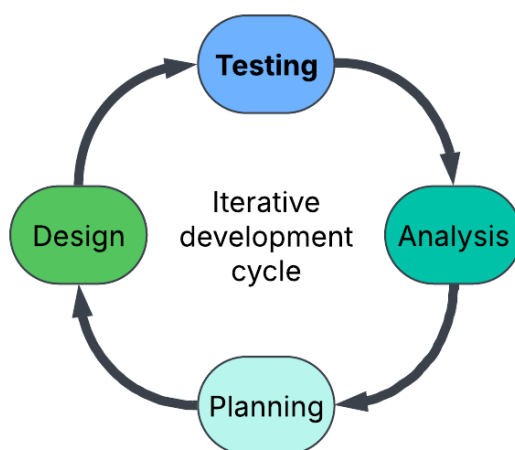 Testing
Design
Iterative
development
cycle
Analysis
Planning